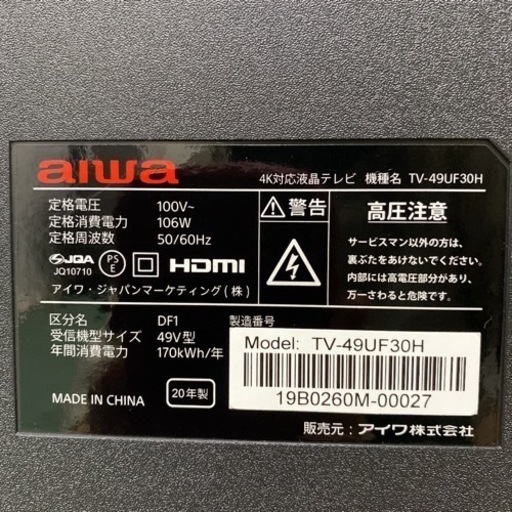 aiwa
4K対応液晶テレビ 機種名 TV-49UF30H
定格電圧 100V~
定格消費電力 106W
定格周波数 50/60Hz
JQA
JQ10710
PS
E
HDMI
アイワ・ジャパンマーケティング(株)
警告
高圧注意
サービスマン以外の方は、
裏ぶたをあけないでください。
内部には高電圧部分があり、
万一さわると危険です。
区分名 DF1
受信機型サイズ 49V型
年間消費電力 170kWh/年
製造番号
Model: TV-49UF30H
19B0260M-00027
MADE IN CHINA
20年製
販売元：アイワ株式会社